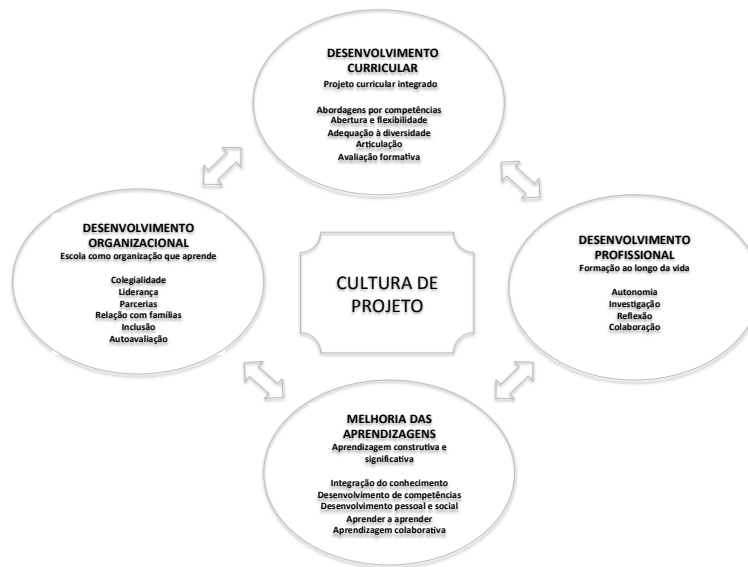 DESENVOLVIMENTO
CURRICULAR
Projeto curricular integrado
Abordagens por competências
Abertura e flexibilidade
Adequação à diversidade
Articulação
Avaliação formativa
DESENVOLVIMENTO
ORGANIZACIONAL
Escola como organização que aprende
Colegialidade
Liderança
Parcerias
Relação com famílias
Inclusão
Autoavaliação
CULTURA DE
PROJETO
DESENVOLVIMENTO
PROFISSIONAL
Formação ao longo da vida
Autonomia
Investigação
Reflexão
Colaboração
MELHORIA DAS
APRENDIZAGENS
Aprendizagem construtiva e
significativa
Integração do conhecimento
Desenvolvimento de competências
Desenvolvimento pessoal e social
Aprender a aprender
Aprendizagem colaborativa